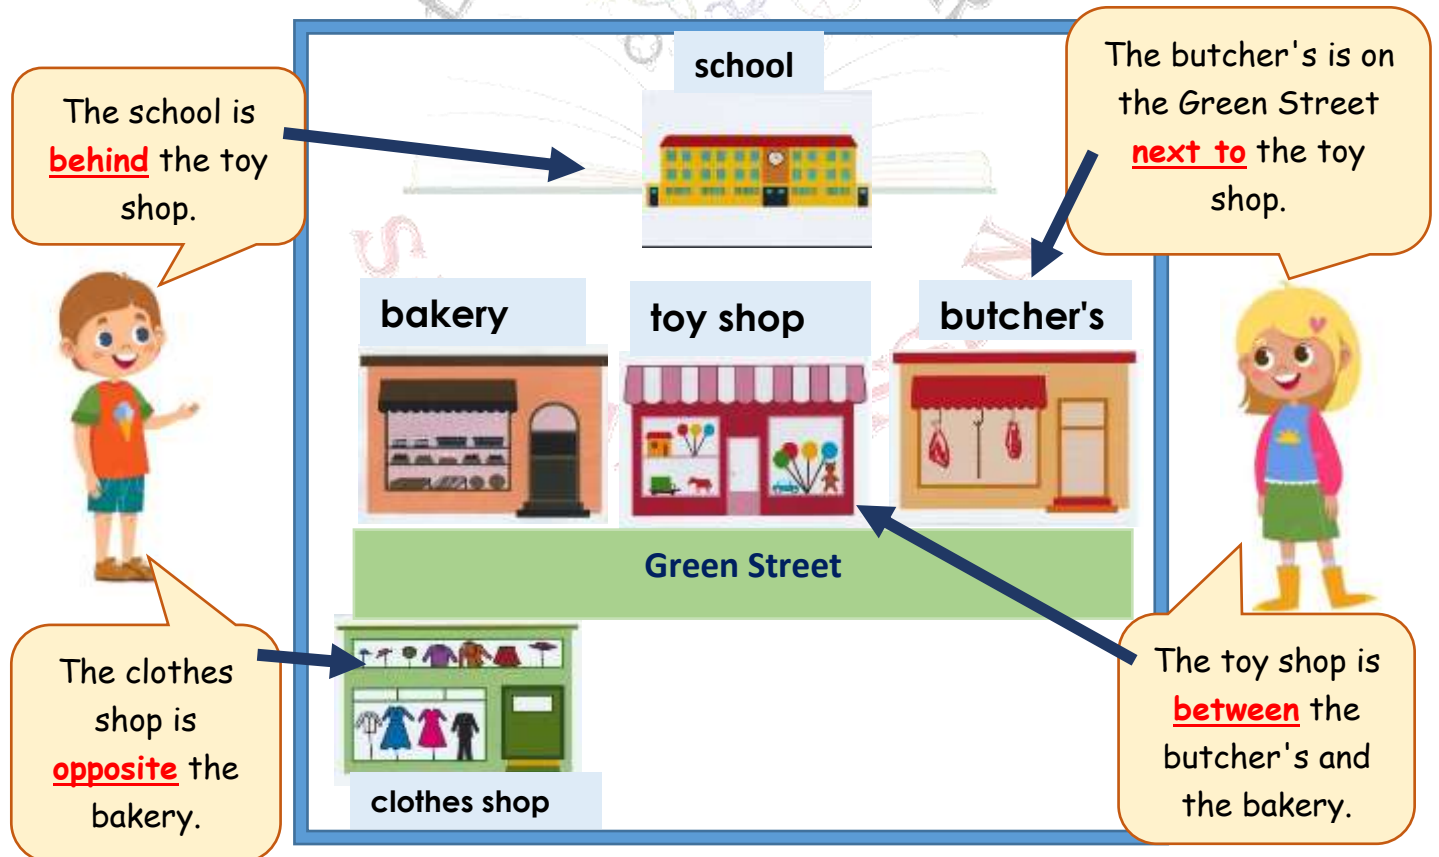 The school is
behind the toy
shop.
school
The butcher's is on
the Green Street
next to the toy
shop.
bakery
toy shop
butcher's
Green Street
The clothes
shop is
opposite the
bakery.
clothes shop
The toy shop is
between the
butcher's and
the bakery.